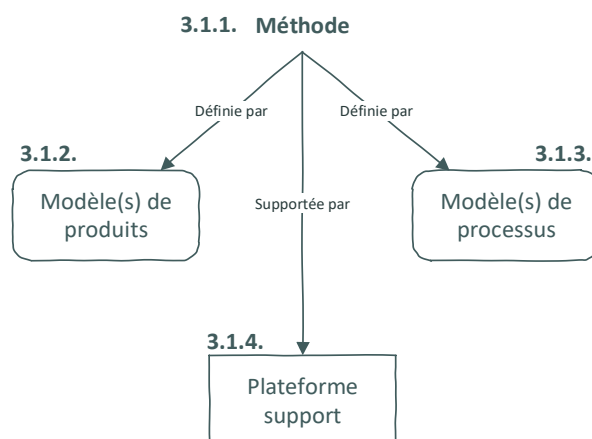 3.1.1. Méthode
Définie par
Définie par
3.1.2.
3.1.3.
Modèle(s) de
produits
Supportée par
Modèle(s) de
processus
3.1.4.
Plateforme
support